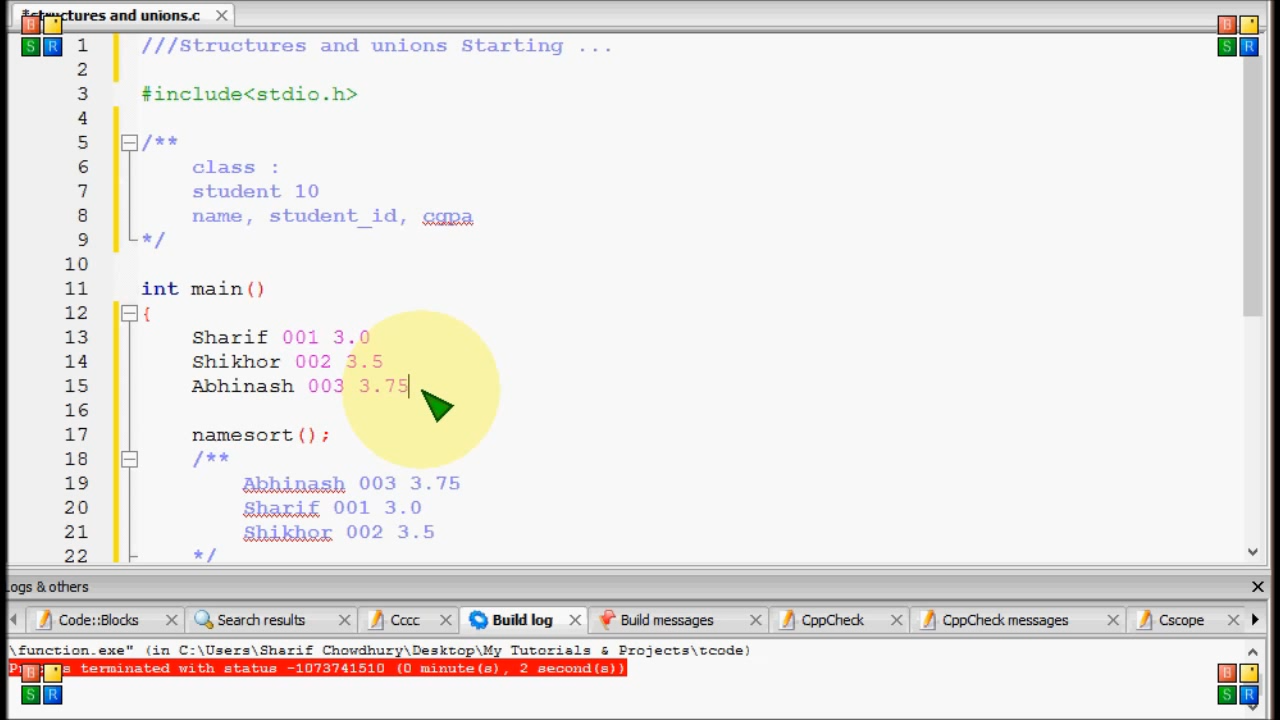 *structures and unions.c
B
S R
B
S R
1 ///Structures and unions Starting ...
2
3 #include<stdio.h>
4
5 /**
6 class :
7 student 10
8 name, student_id, cgpa
9 */
10
11 int main()
12 {
13 Sharif 001 3.0
14 Shikhor 002 3.5
15 Abhinash 003 3.75
16
17 namesort();
18 /**
19 Abhinash 003 3.75
20 Sharif 001 3.0
21 Shikhor 002 3.5
22 */
Logs & others
Code::Blocks Search results Cccc Build log Build messages CppCheck CppCheck messages Cscope
\function.exe" (in C:\Users\Sharif Chowdhury\Desktop\My Tutorials & Projects\tcode)
terminated with status -1073741510 (0 minute(s), 2 second(s))
B
S R
B
S R